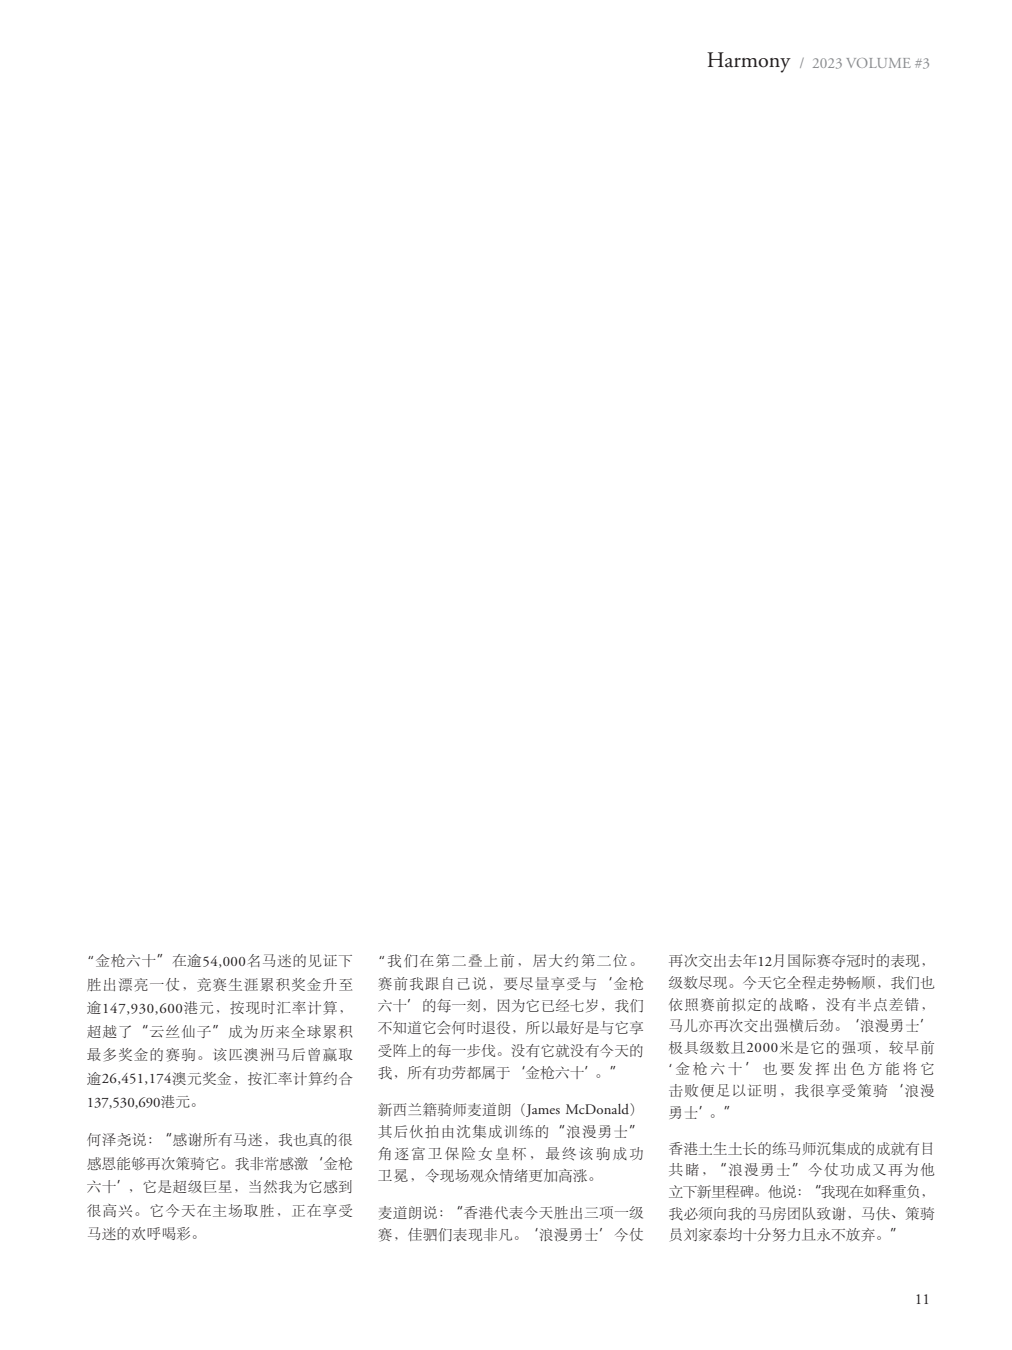 Harmony / 2023 VOLUME #3
“金枪六十”在逾54,000名马迷的见证下
胜出漂亮一仗，竞赛生涯累积奖金升至
逾147,930,600港元，按现时汇率计算，
超越了“云丝仙子”成为历来全球累积
最多奖金的赛驹。该匹澳洲马后曾赢取
逾26,451,174澳元奖金，按汇率计算约合
137,530,690港元。
何泽尧说：“感谢所有马迷，我也真的很
感恩能够再次策骑它。我非常感激‘金枪
六十’，它是超级巨星，当然我为它感到
很高兴。它今天在主场取胜，正在享受
马迷的欢呼喝彩。
“我们在第二叠上前，居大约第二位。
赛前我跟自己说，要尽量享受与‘金枪
六十’的每一刻，因为它已经七岁，我们
不知道它会何时退役，所以最好是与它享
受阵上的每一步伐。没有它就没有今天的
我，所有功劳都属于‘金枪六十’。”
新西兰籍骑师麦道朗（James McDonald）
其后伙拍由沈集成训练的“浪漫勇士”
角逐富卫保险女皇杯，最终该驹成功
卫冕，令现场观众情绪更加高涨。
麦道朗说：“香港代表今天胜出三项一级
赛，佳驷们表现非凡。‘浪漫勇士’今仗
再次交出去年12月国际赛夺冠时的表现，
级数尽现。今天它全程走势畅顺，我们也
依照赛前拟定的战略，没有半点差错，
马儿亦再次交出强横后劲。‘浪漫勇士’
极具级数且2000米是它的强项，较早前
‘金枪六十’也要发挥出色方能将它
击败便足以证明，我很享受策骑‘浪漫
勇士’。”
香港土生土长的练马师沉集成的成就有目
共睹，“浪漫勇士”今仗功成又再为他
立下新里程碑。他说：“我现在如释重负，
我必须向我的马房团队致谢，马伕、策骑
员刘家泰均十分努力且永不放弃。”
11